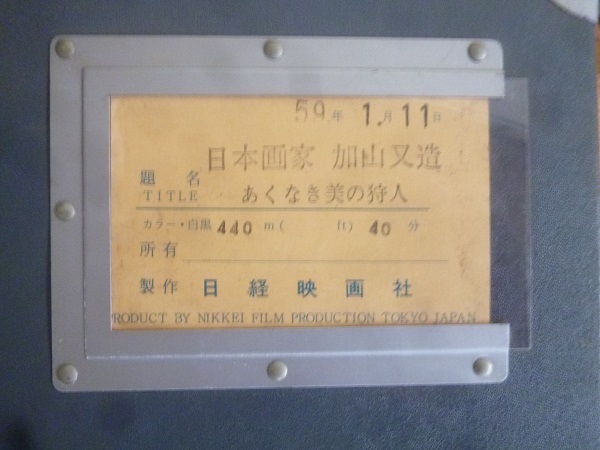 59年 1.月11日
日本画家 加山又造
題名
TITLE あくなき美の狩人
カラー・白黒 440 m( ft) 40 分
所有
製作 日経映画社
PRODUCT BY NIKKEI FILM PRODUCTION TOKYO JAPAN